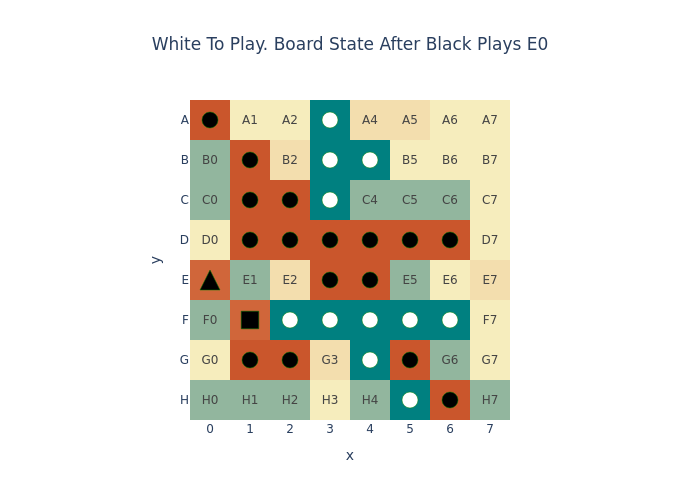 White To Play. Board State After Black Plays E0
A A1 A2 A4 A5 A6 A7
B B0 B2 B5 B6 B7
C C0 C4 C5 C6 C7
D D0 D7
E E1 E2 E5 E6 E7
F F0 F7
G G0 G3 G6 G7
H H0 H1 H2 H3 H4 H7
0 1 2 3 4 5 6 7
x
y